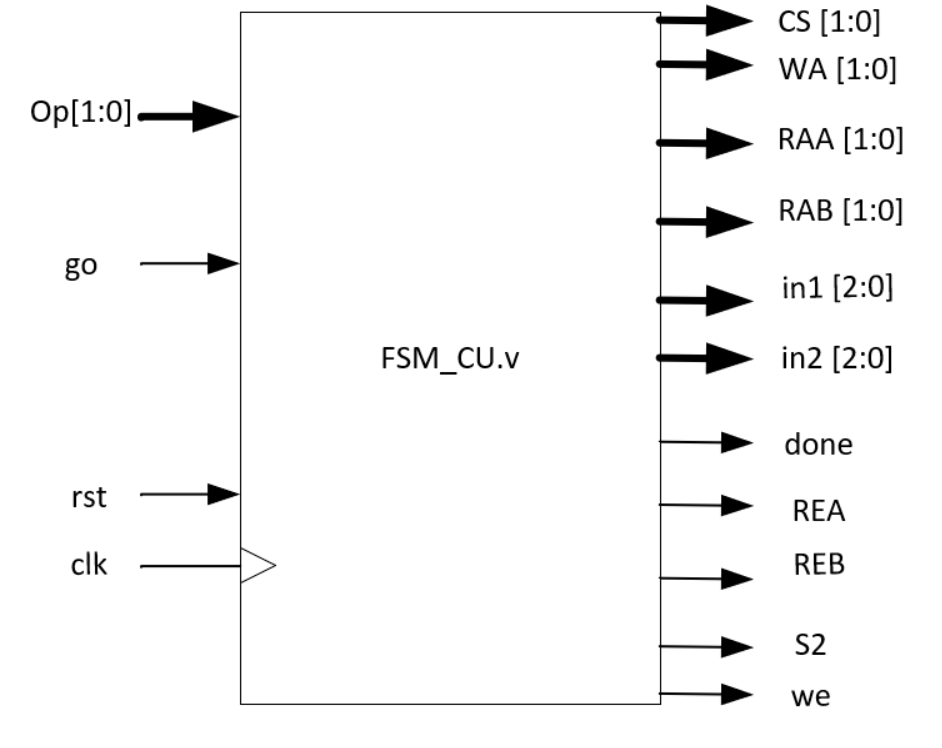 CS [1:0]
WA [1:0]
Op[1:0]
RAA [1:0]
RAB [1:0]
go
in1 [2:0]
FSM_CU.v
in2 [2:0]
done
rst
REA
clk
REB
S2
we